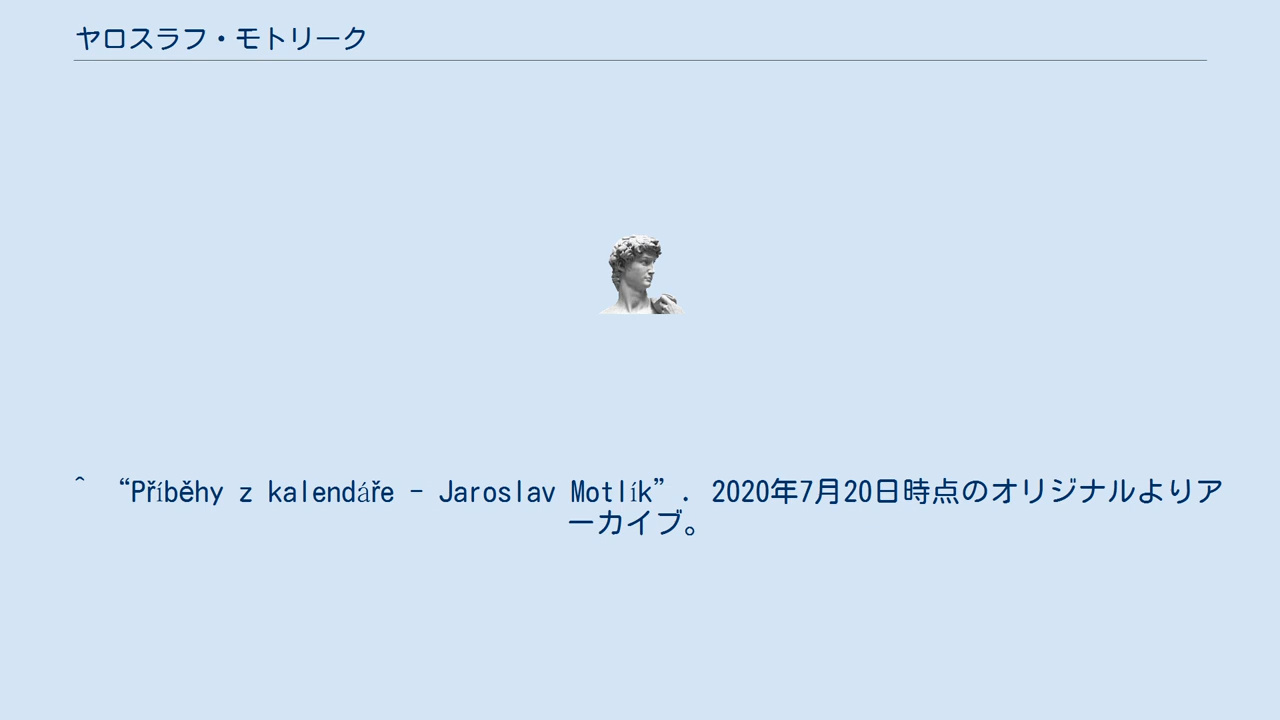 ヤロスラフ・モトリーク
^ “Příběhy z kalendáře - Jaroslav Motlík”. 2020年7月20日時点のオリジナルよりア
ーカイブ。